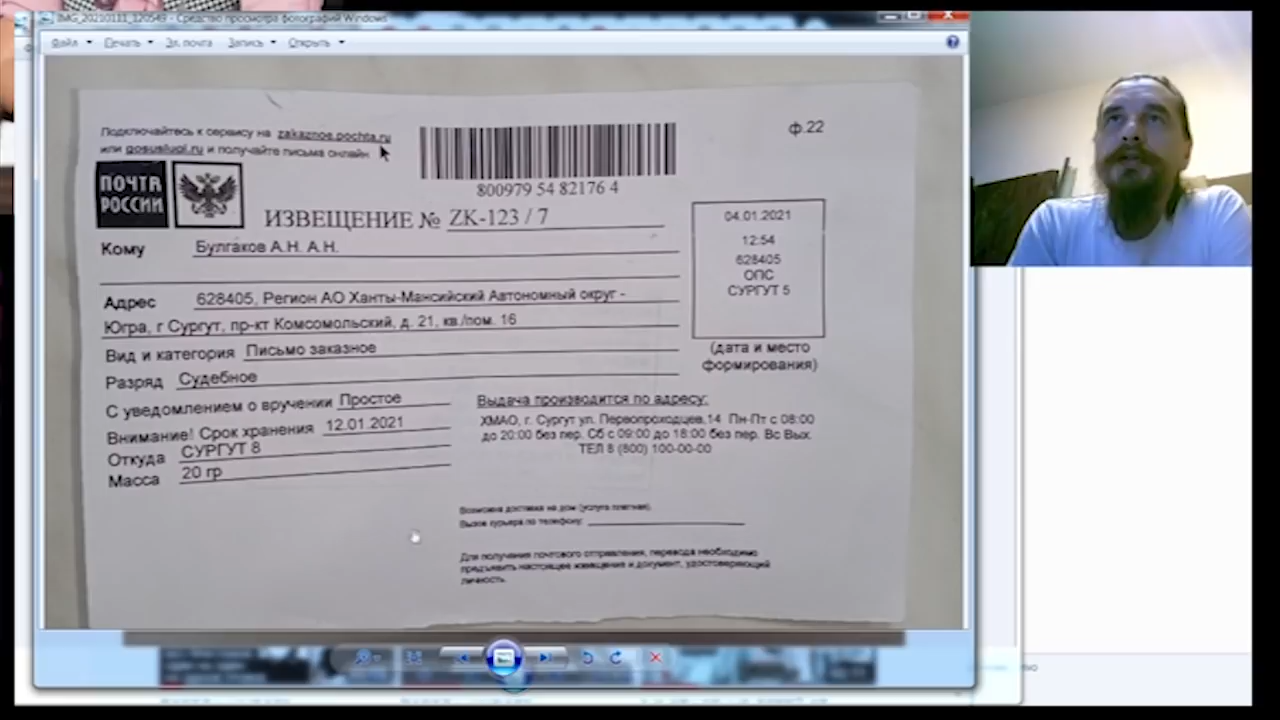 IMG_20210111_120549 - Средство просмотра фотографий Windows
Файл Печать Эл. почта Запись Открыть
Подключайтесь к сервису на zakaznoe.pochta.ru
или gosuslugi.ru и получайте письма онлайн
ф.22
800979 54 82176 4
ПОЧТА
РОССИИ
ИЗВЕЩЕНИЕ № ZK-123 / 7
04.01.2021
12:54
628405
ОПС
СУРГУТ 5
(дата и место
формирования)
Кому Булгаков А.Н. А.Н.
Адрес 628405, Регион АО Ханты-Мансийский Автономный округ -
Югра, г Сургут, пр-кт Комсомольский, д. 21, кв./пом. 16
Вид и категория Письмо заказное
Разряд Судебное
С уведомлением о вручении Простое
Внимание! Срок хранения 12.01.2021
Откуда СУРГУТ 8
Масса 20 гр
Выдача производится по адресу:
ХМАО, г. Сургут ул. Первопроходцев,14 Пн-Пт с 08:00
до 20:00 без пер. Сб с 09:00 до 18:00 без пер. Вс Вых.
ТЕЛ 8 (800) 100-00-00
Возможна доставка на дом (услуга платная).
Вызов курьера по телефону:
Для получения почтового отправления, перевода необходимо
предъявить настоящее извещение и документ, удостоверяющий
личность.